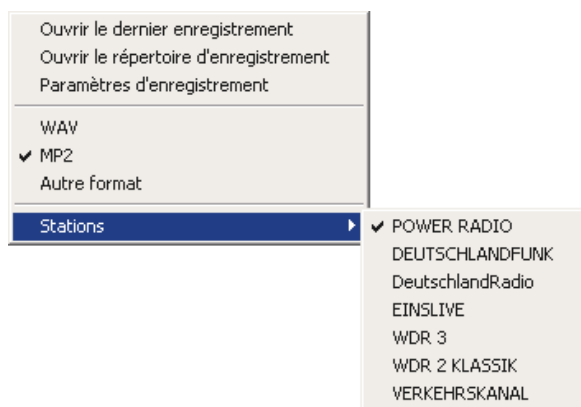 Ouvrir le dernier enregistrement
Ouvrir le répertoire d'enregistrement
Paramètres d'enregistrement
WAV
MP2
Autre format
Stations
POWER RADIO
DEUTSCHLANDFUNK
DeutschlandRadio
EINSLIVE
WDR 3
WDR 2 KLASSIK
VERKEHRSKANAL